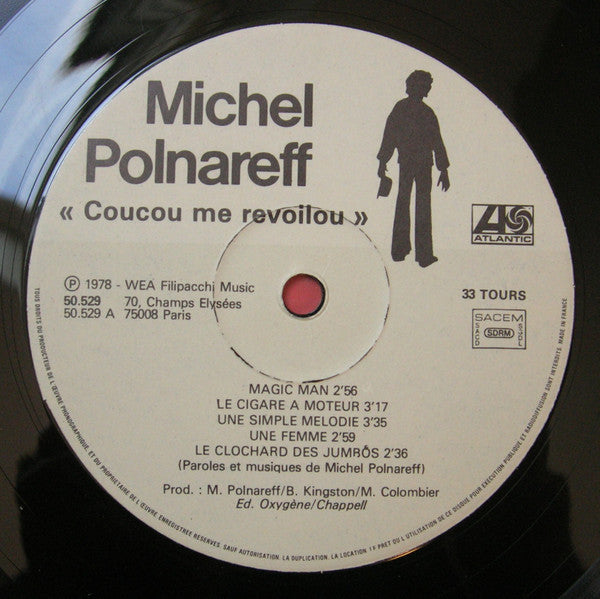 Michel
Polnareff
« Coucou me revoilou »
ATLANTIC
℗ 1978 - WEA Filipacchi Music
50.529 70, Champs Elysées
50.529 A 75008 Paris
33 TOURS
SACEM
SACD SDRM SGDL
MAGIC MAN 2'56
LE CIGARE A MOTEUR 3'17
UNE SIMPLE MELODIE 3'35
UNE FEMME 2'59
LE CLOCHARD DES JUMBÔS 2'36
(Paroles et musiques de Michel Polnareff)
Prod. : M. Polnareff/B. Kingston/M. Colombier
Ed. Oxygène/Chappell
TOUS DROITS DU PRODUCTEUR DE L'ŒUVRE PHONOGRAPHIQUE ET DU PROPRIETAIRE DE L'ŒUVRE ENREGISTREE RESERVES. SAUF AUTORISATION. LA DUPLICATION. LA LOCATION. LE PRET OU L'UTILISATION DE CE DISQUE POUR EXECUTION PUBLIQUE ET RADIODIFFUSION SONT INTERDITS. MADE IN FRANCE